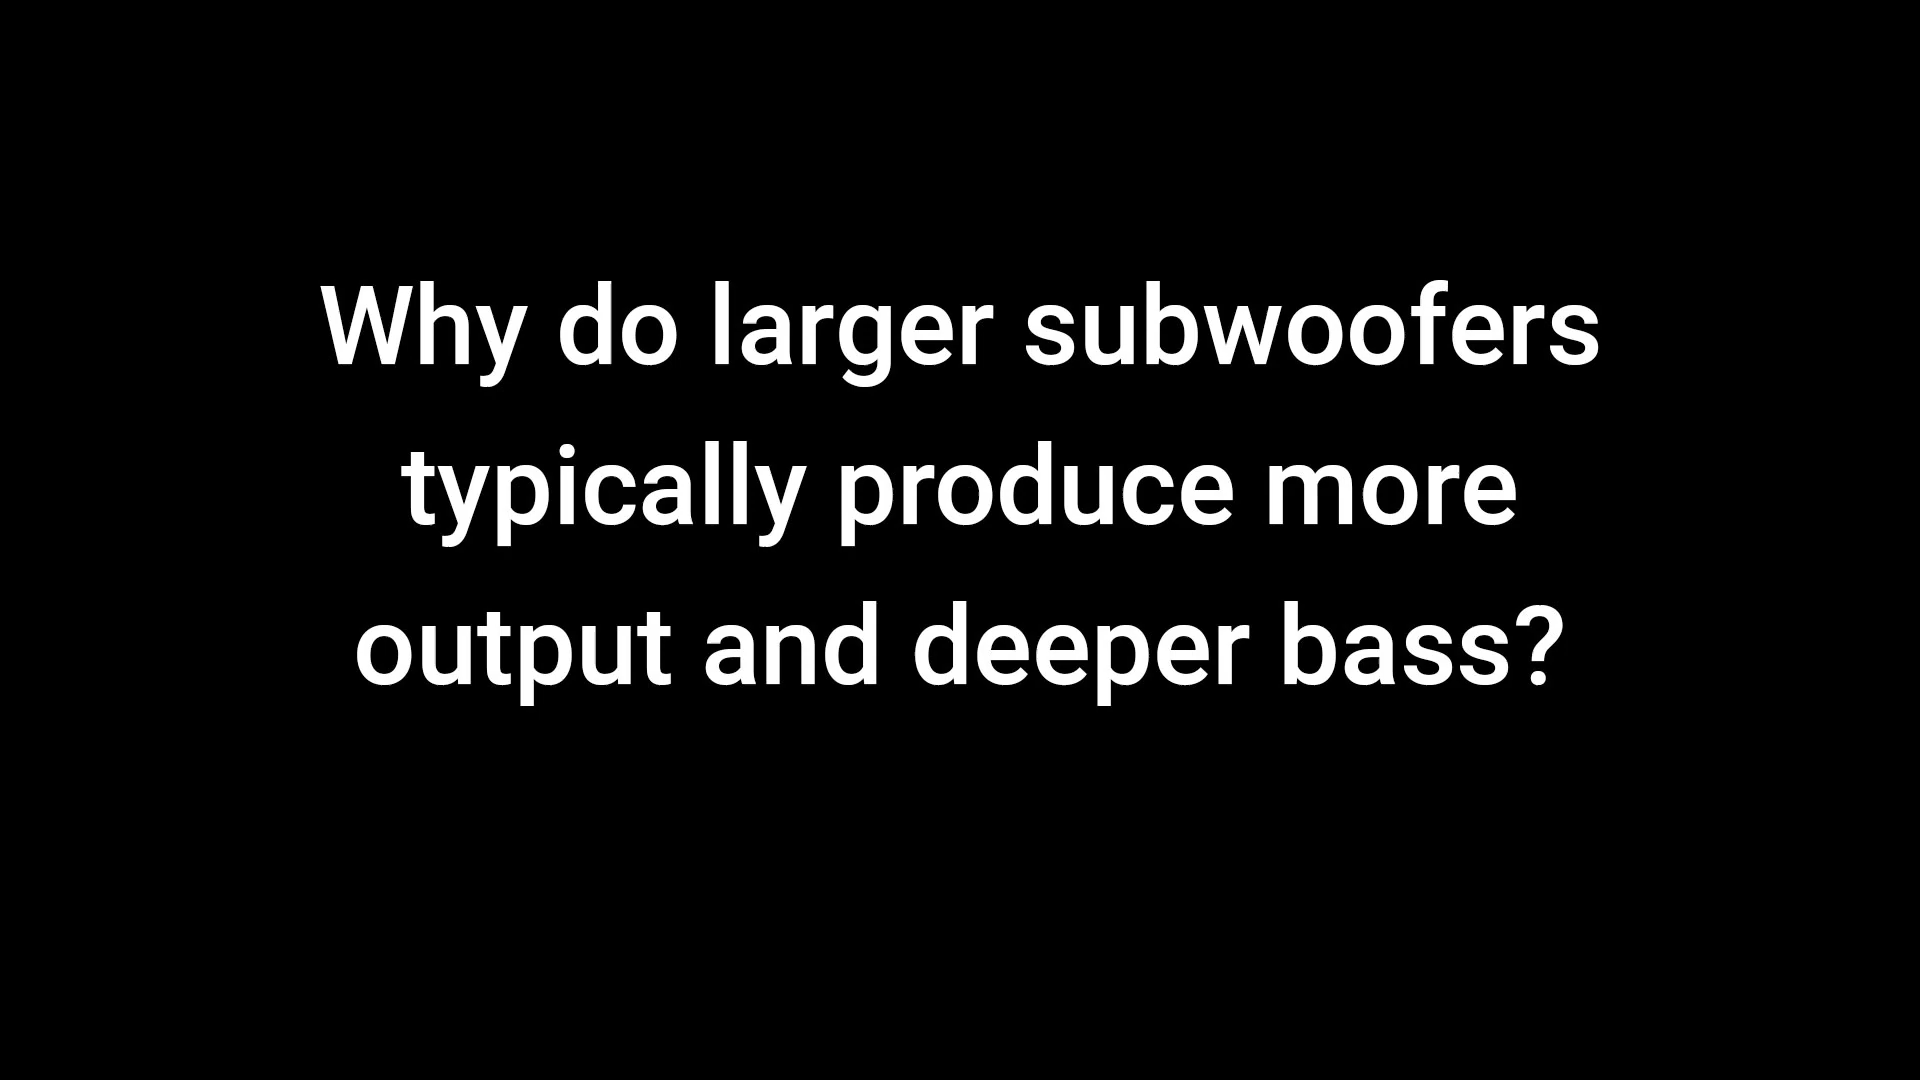 Why do larger subwoofers
typically produce more
output and deeper bass?